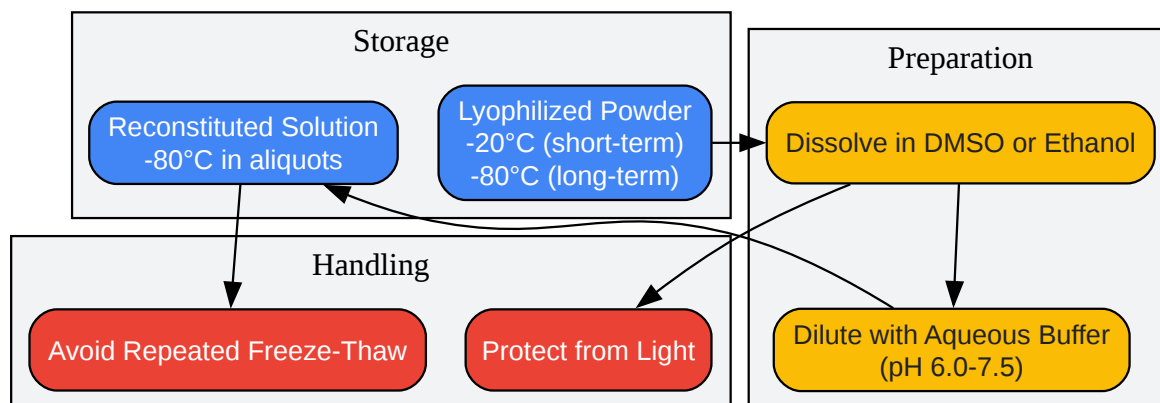 Storage
Reconstituted Solution
-80°C in aliquots
Lyophilized Powder
-20°C (short-term)
-80°C (long-term)
Preparation
Dissolve in DMSO or Ethanol
Dilute with Aqueous Buffer
(pH 6.0-7.5)
Handling
Avoid Repeated Freeze-Thaw
Protect from Light